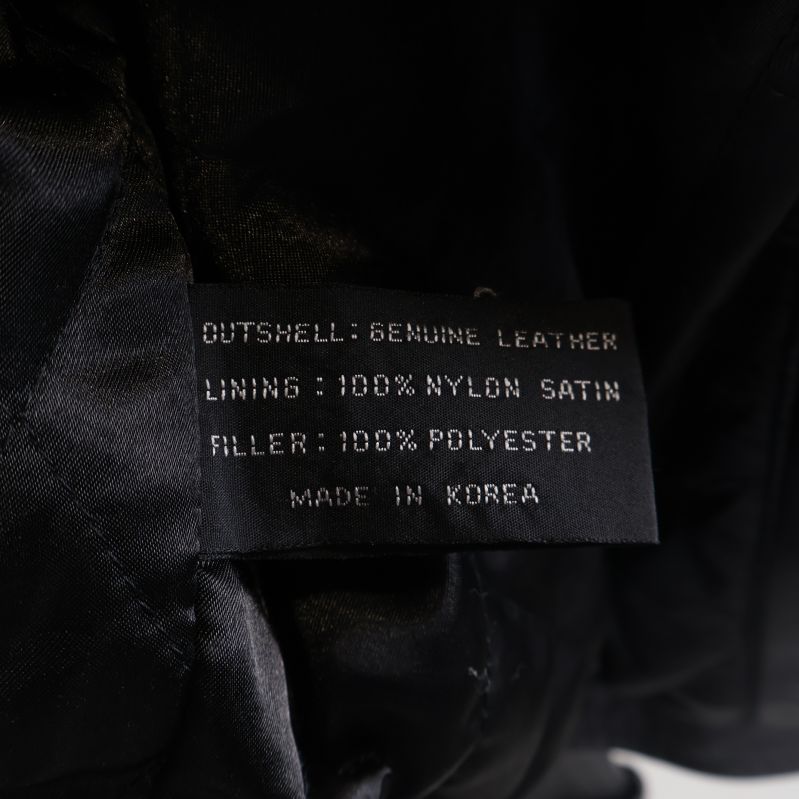 OUTSHELL: GENUINE LEATHER
LINING : 100% NYLON SATIN
FILLER : 100% POLYESTER
MADE IN KOREA